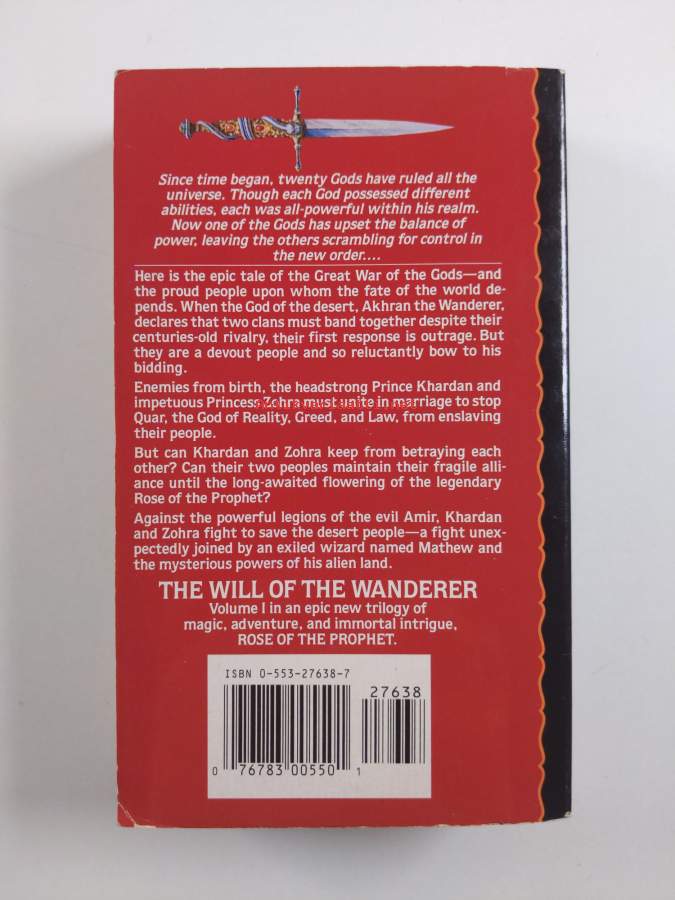 Since time began, twenty Gods have ruled all the
universe. Though each God possessed different
abilities, each was all-powerful within his realm.
Now one of the Gods has upset the balance of
power, leaving the others scrambling for control in
the new order....
Here is the epic tale of the Great War of the Gods—and
the proud people upon whom the fate of the world de-
pends. When the God of the desert, Akhran the Wanderer,
declares that two clans must band together despite their
centuries-old rivalry, their first response is outrage. But
they are a devout people and so reluctantly bow to his
bidding.
Enemies from birth, the headstrong Prince Khardan and
impetuous Princess Zohra must unite in marriage to stop
Quar, the God of Reality, Greed, and Law, from enslaving
their people.
But can Khardan and Zohra keep from betraying each
other? Can their two peoples maintain their fragile alli-
ance until the long-awaited flowering of the legendary
Rose of the Prophet?
Against the powerful legions of the evil Amir, Khardan
and Zohra fight to save the desert people—a fight unex-
pectedly joined by an exiled wizard named Mathew and
the mysterious powers of his alien land.
THE WILL OF THE WANDERER
Volume I in an epic new trilogy of
magic, adventure, and immortal intrigue,
ROSE OF THE PROPHET.
ISBN 0-553-27638-7
27638
0 76783 00550 1